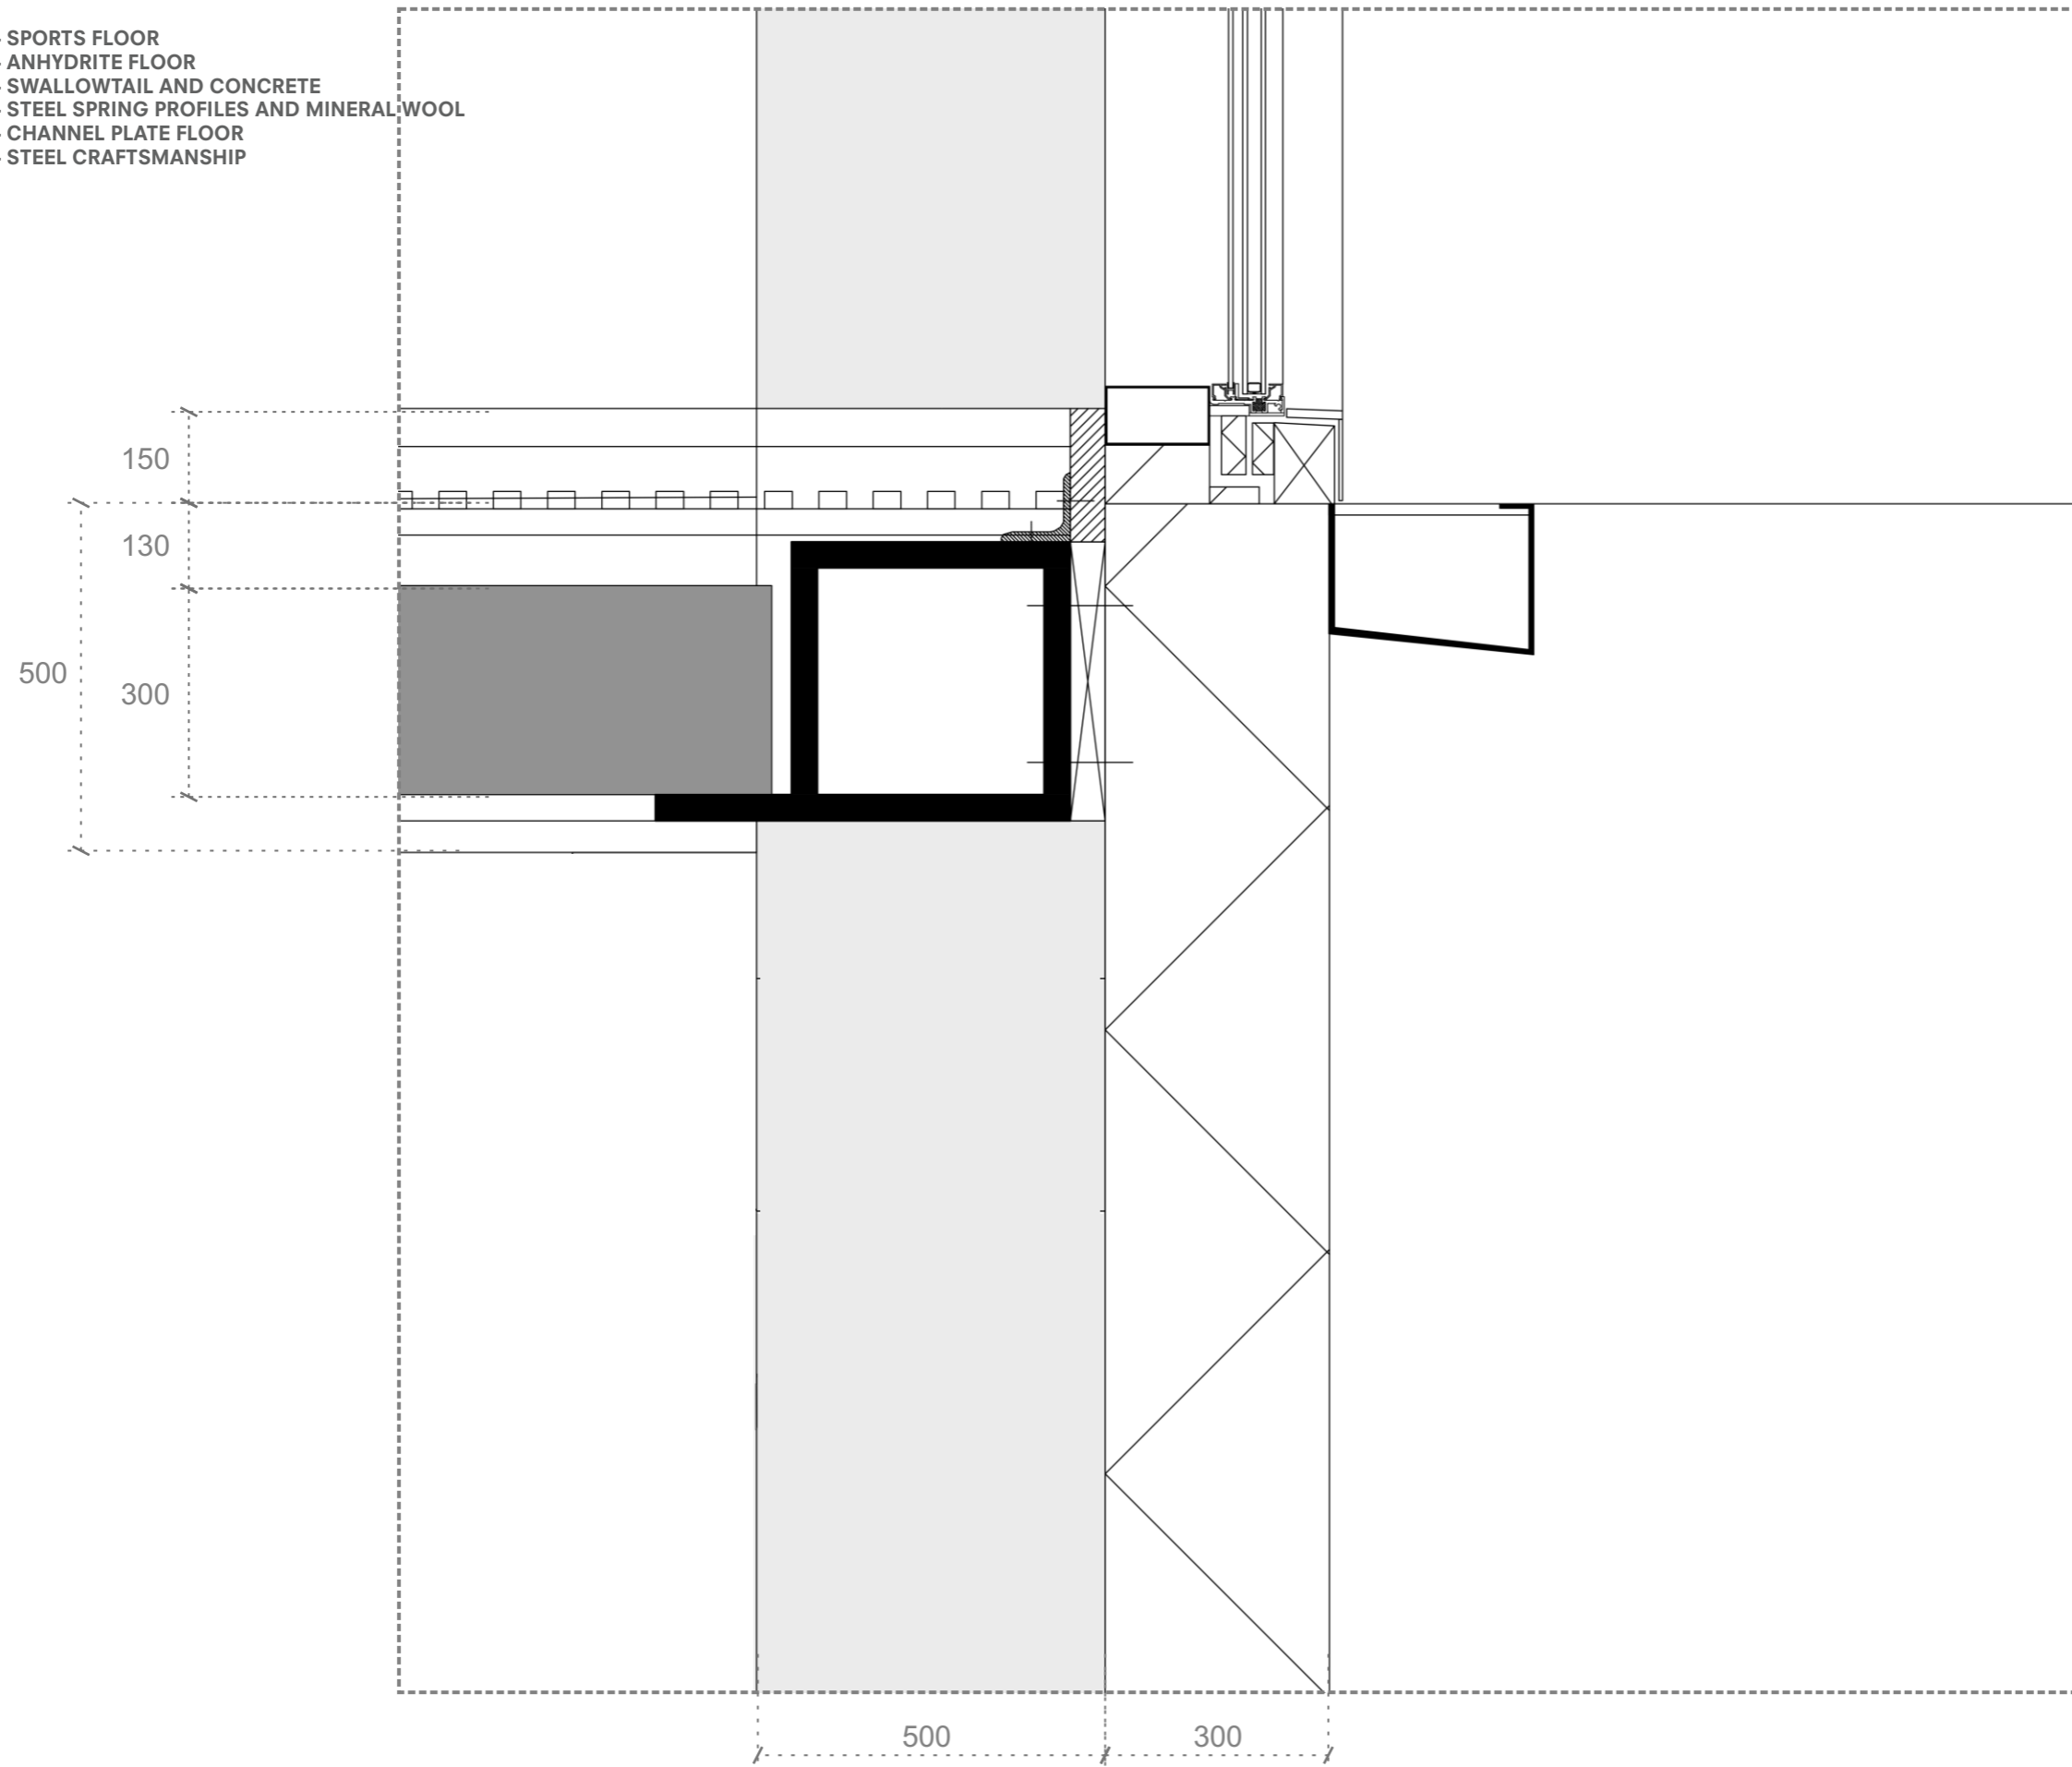 - SPORTS FLOOR
- ANHYDRITE FLOOR
- SWALLOWTAIL AND CONCRETE
- STEEL SPRING PROFILES AND MINERAL WOOL
- CHANNEL PLATE FLOOR
- STEEL CRAFTSMANSHIP
150
130
500
300
500
300